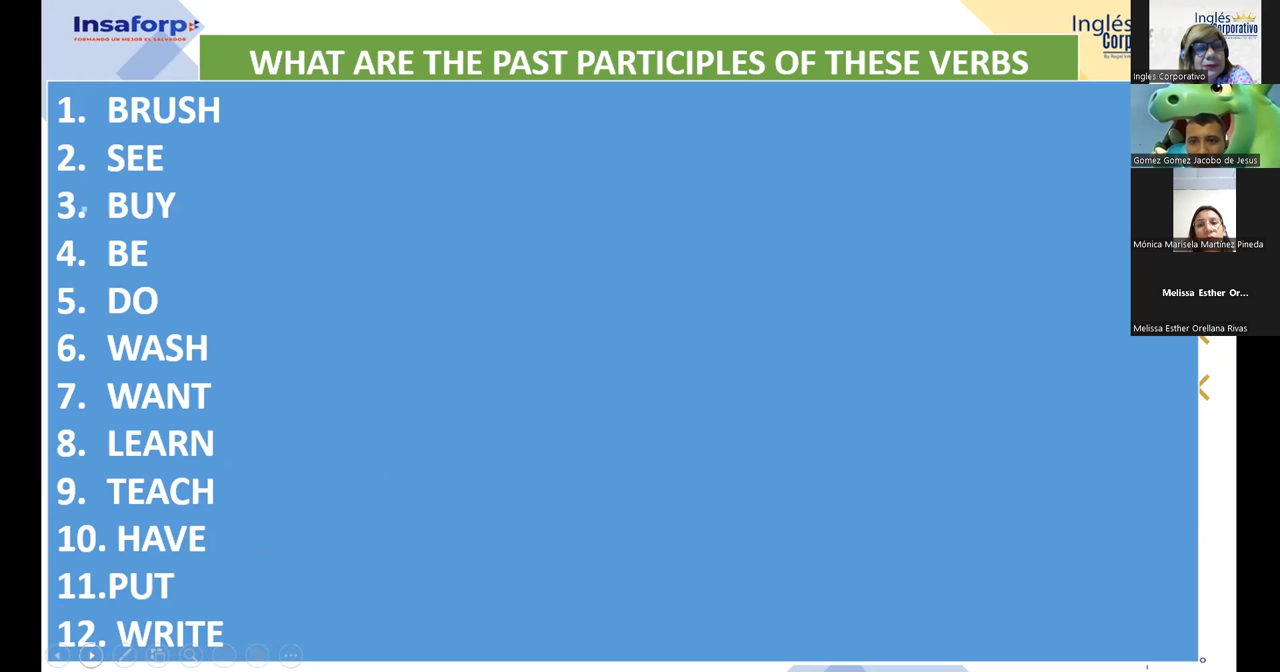 Insaforp
FORMANDO UN MEJOR EL SALVADOR
WHAT ARE THE PAST PARTICIPLES OF THESE VERBS
1. BRUSH
2. SEE
3. BUY
4. BE
5. DO
6. WASH
7. WANT
8. LEARN
9. TEACH
10. HAVE
11.PUT
12. WRITE
Inglés
Corp
Inglés
Corporativo
Ingles Corporativo
Gomez Gomez Jacobo de Jesus
Mónica Marisela Martínez Pineda
Melissa Esther Or...
Melissa Esther Orellana Rivas